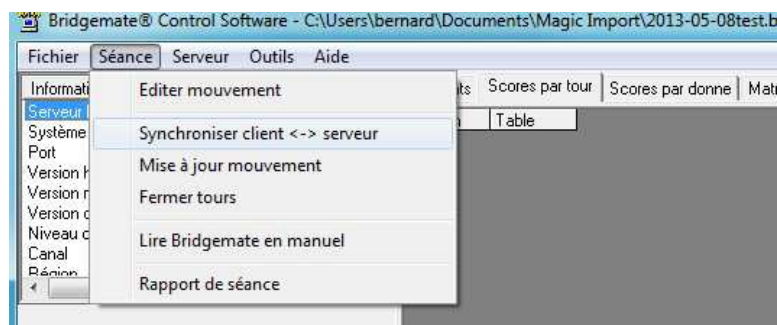 Bridgemate® Control Software - C:\Users\bernard\Documents\Magic Import\2013-05-08test.b
Fichier Séance Serveur Outils Aide
Scores par tour Scores par donne
Editer mouvement
Table
Serveur
Système
Synchroniser client <-> serveur
Port
Version
Mise à jour mouvement
Version
Fermer tours
Version
Niveau
Lire Bridgemate en manuel
Canal
Région
Rapport de séance